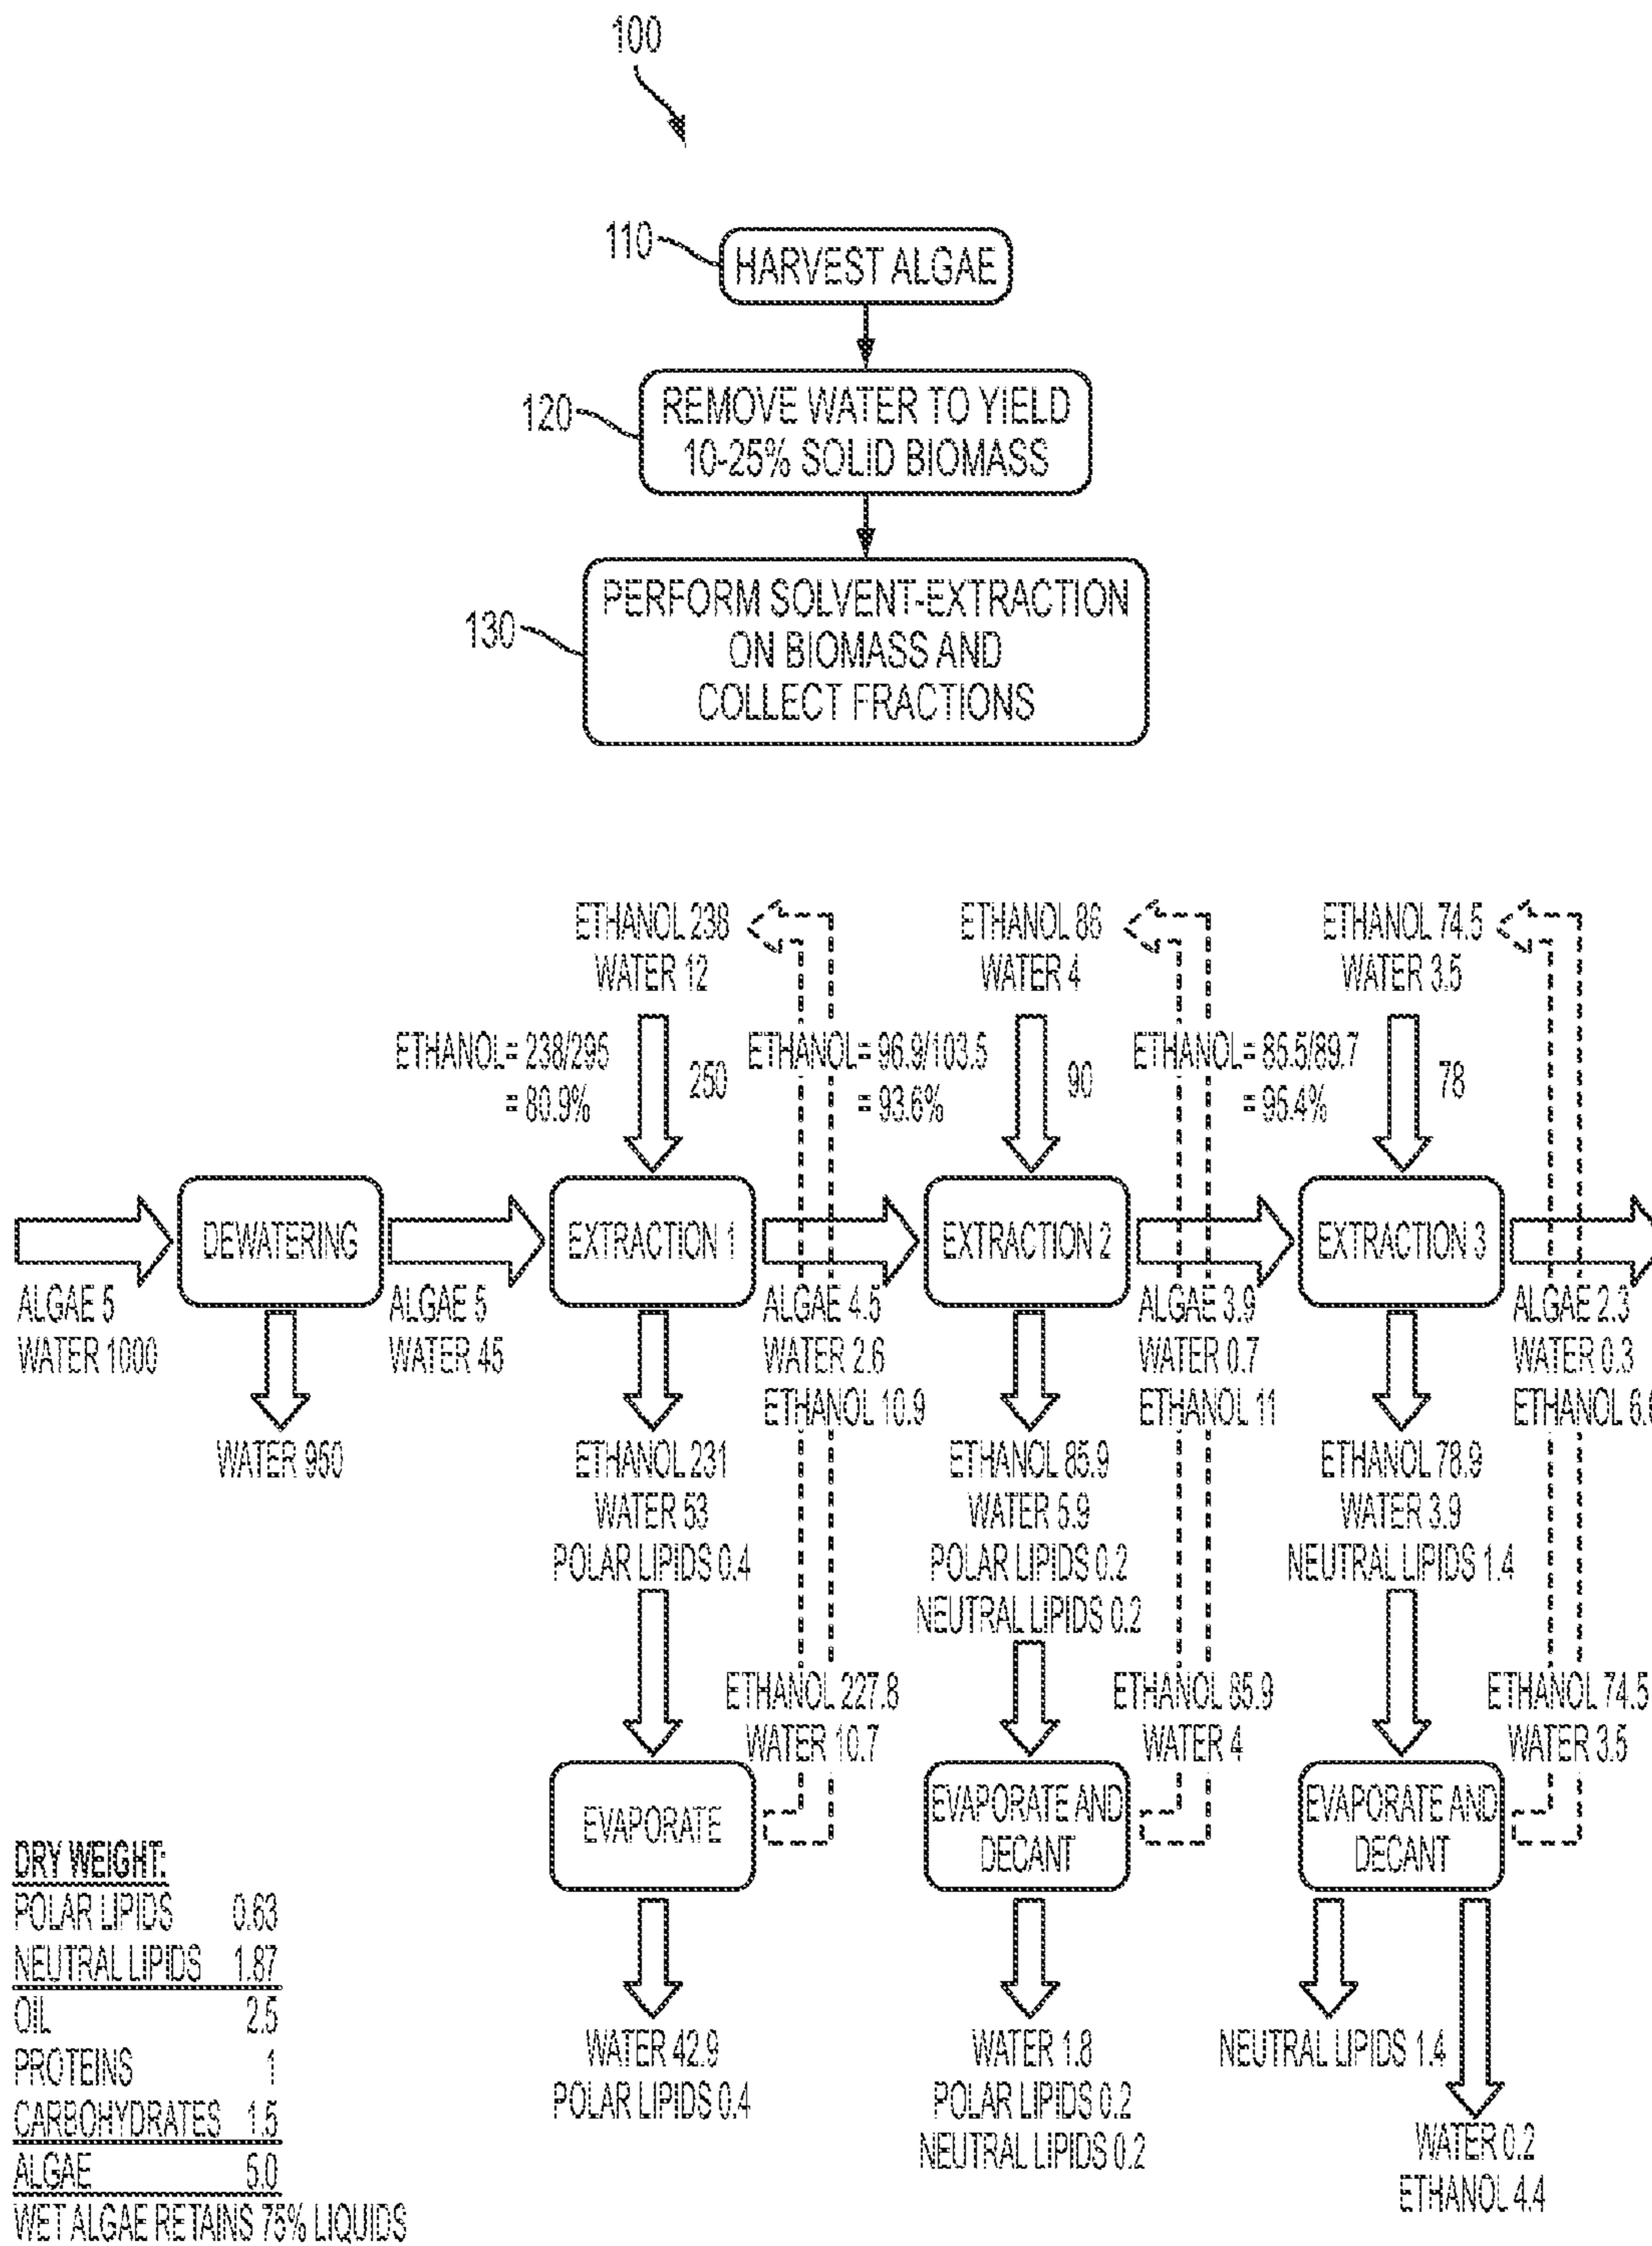 100
110
HARVEST ALGAE
120
REMOVE WATER TO YIELD
10-25% SOLID BIOMASS
130
PERFORM SOLVENT-EXTRACTION
ON BIOMASS AND
COLLECT FRACTIONS
ETHANOL 238
WATER 12
ETHANOL 86
WATER 4
ETHANOL 74.5
WATER 3.5
ETHANOL= 238/295
= 80.9%
250
ETHANOL= 96.9/103.5
= 93.6%
90
ETHANOL= 85.5/89.7
= 95.4%
78
DEWATERING
EXTRACTION 1
EXTRACTION 2
EXTRACTION 3
ALGAE 5
WATER 1000
ALGAE 5
WATER 45
ALGAE 4.5
WATER 2.6
ETHANOL 10.9
ALGAE 3.9
WATER 0.7
ETHANOL 11
ALGAE 2.3
WATER 0.3
ETHANOL 6.6
WATER 950
ETHANOL 231
WATER 53
POLAR LIPIDS 0.4
ETHANOL 85.9
WATER 5.9
POLAR LIPIDS 0.2
NEUTRAL LIPIDS 0.2
ETHANOL 78.9
WATER 3.9
NEUTRAL LIPIDS 1.4
ETHANOL 227.8
WATER 10.7
ETHANOL 85.9
WATER 4
ETHANOL 74.5
WATER 3.5
EVAPORATE
EVAPORATE AND
DECANT
EVAPORATE AND
DECANT
WATER 42.9
POLAR LIPIDS 0.4
WATER 1.8
POLAR LIPIDS 0.2
NEUTRAL LIPIDS 0.2
NEUTRAL LIPIDS 1.4
WATER 0.2
ETHANOL 4.4
DRY WEIGHT:
POLAR LIPIDS 0.63
NEUTRAL LIPIDS 1.87
OIL 2.5
PROTEINS 1
CARBOHYDRATES 1.5
ALGAE 5.0
WET ALGAE RETAINS 75% LIQUIDS